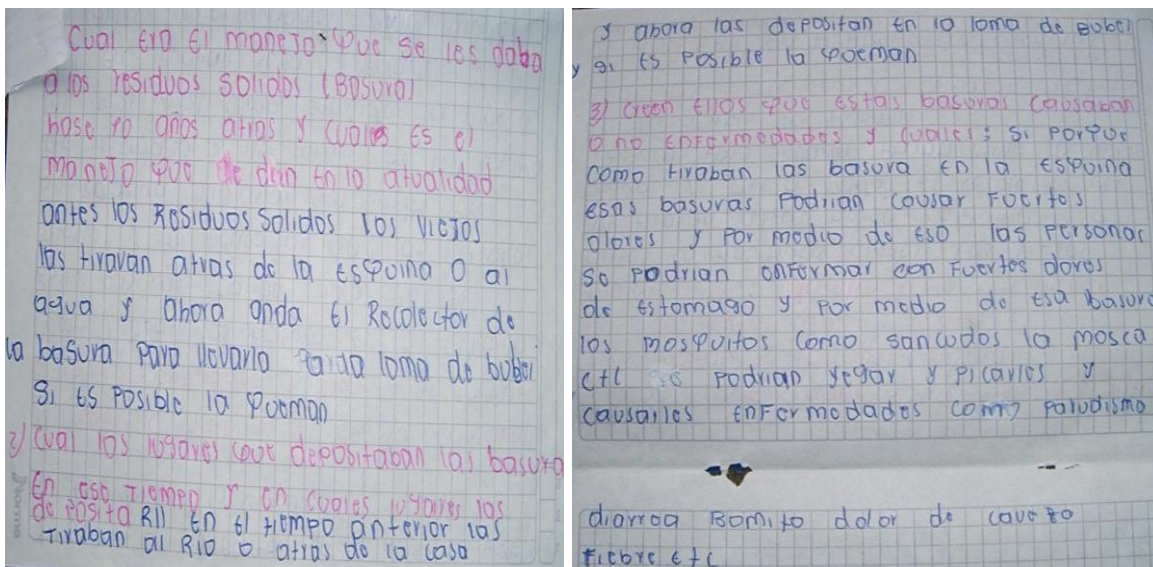 Cual era el manejo que se les daba
a los residuos solidos (Basura)
hase 10 años atras y cuales es el
manejo que le dan en la atualidad
antes los Residuos Solidos los viejos
las tiravan atras de la esquina o al
agua y ahora anda el Recolector de
la basura para llevarla a la loma de bubei
si es posible la queman
2) Cual los lugares que depositaban las basura
En ese tiempo y en cuales lugares las
deposita R// En el tiempo anterior las
tiraban al Rio o atras de la casa
y ahora las depositan en la loma de Bubei
y si es posible la queman
3) Creen ellos que estas basuras causaban
o no enfermedades y cuales; si porque
como tiraban las basura en la esquina
esas basuras Podrian causar Fuertes
olores y por medio de eso las personas
se podrian enfermar con Fuertes dores
de estomago y por medio de esa basura
los mosquitos como sancudos la mosca
etc se podrian yegar y picarlos y
causarles enfermedades como paludismo
diarrea Bomito dolor de caveza
fiebre etc